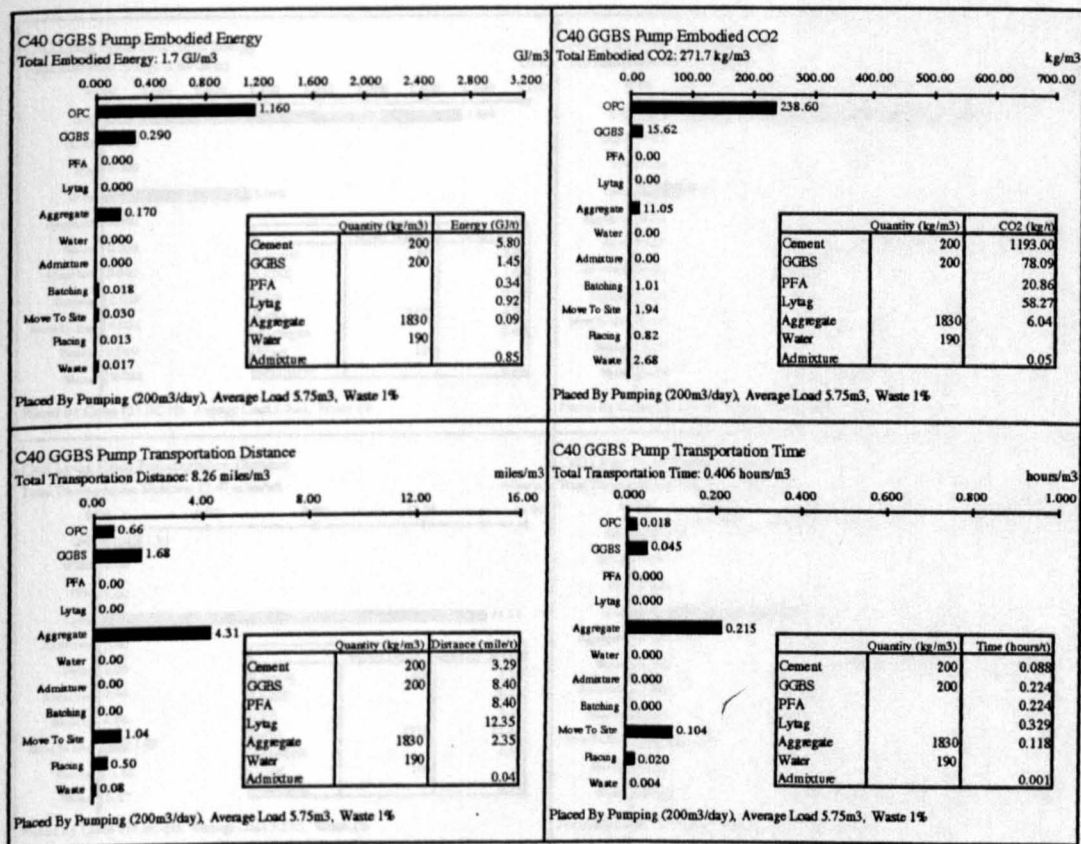 C40 GGBS Pump Embodied Energy
Total Embodied Energy: 1.7 GJ/m3 GJ/m3
0.000 0.400 0.800 1.200 1.600 2.000 2.400 2.800 3.200
OPC 1.160
GGBS 0.290
PFA 0.000
Lytag 0.000
Aggregate 0.170
Water 0.000
Admixture 0.000
Batching 0.018
Move To Site 0.030
Placing 0.013
Waste 0.017
Quantity (kg/m3) Energy (GJ/t)
Cement 200 5.80
GGBS 200 1.45
PFA 0.34
Lytag 0.92
Aggregate 1830 0.09
Water 190
Admixture 0.85
Placed By Pumping (200m3/day), Average Load 5.75m3, Waste 1%
C40 GGBS Pump Embodied CO2
Total Embodied CO2: 271.7 kg/m3 kg/m3
0.00 100.00 200.00 300.00 400.00 500.00 600.00 700.00
OPC 238.60
GGBS 15.62
PFA 0.00
Lytag 0.00
Aggregate 11.05
Water 0.00
Admixture 0.00
Batching 1.01
Move To Site 1.94
Placing 0.82
Waste 2.68
Quantity (kg/m3) CO2 (kg/t)
Cement 200 1193.00
GGBS 200 78.09
PFA 20.86
Lytag 58.27
Aggregate 1830 6.04
Water 190
Admixture 0.05
Placed By Pumping (200m3/day), Average Load 5.75m3, Waste 1%
C40 GGBS Pump Transportation Distance
Total Transportation Distance: 8.26 miles/m3 miles/m3
0.00 4.00 8.00 12.00 16.00
OPC 0.66
GGBS 1.68
PFA 0.00
Lytag 0.00
Aggregate 4.31
Water 0.00
Admixture 0.00
Batching 0.00
Move To Site 1.04
Placing 0.50
Waste 0.08
Quantity (kg/m3) Distance (mile/t)
Cement 200 3.29
GGBS 200 8.40
PFA 8.40
Lytag 12.35
Aggregate 1830 2.35
Water 190
Admixture 0.04
Placed By Pumping (200m3/day), Average Load 5.75m3, Waste 1%
C40 GGBS Pump Transportation Time
Total Transportation Time: 0.406 hours/m3 hours/m3
0.000 0.200 0.400 0.600 0.800 1.000
OPC 0.018
GGBS 0.045
PFA 0.000
Lytag 0.000
Aggregate 0.215
Water 0.000
Admixture 0.000
Batching 0.000
Move To Site 0.104
Placing 0.020
Waste 0.004
Quantity (kg/m3) Time (hours/t)
Cement 200 0.088
GGBS 200 0.224
PFA 0.224
Lytag 0.329
Aggregate 1830 0.118
Water 190
Admixture 0.001
Placed By Pumping (200m3/day), Average Load 5.75m3, Waste 1%